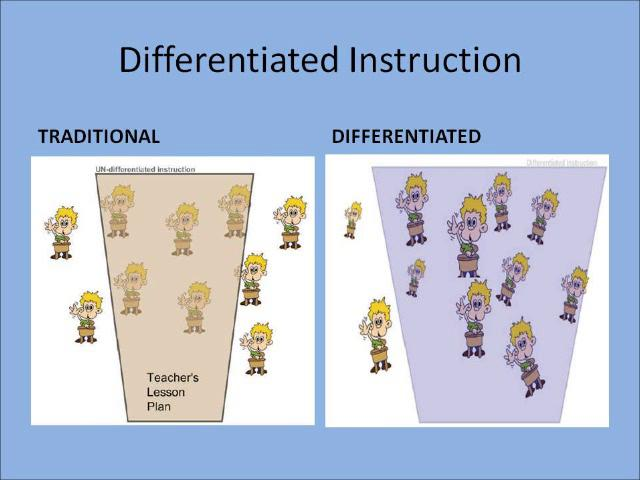 Differentiated Instruction
TRADITIONAL
DIFFERENTIATED
UN-differentiated instruction
Teacher's
Lesson
Plan
Differentiated Instruction